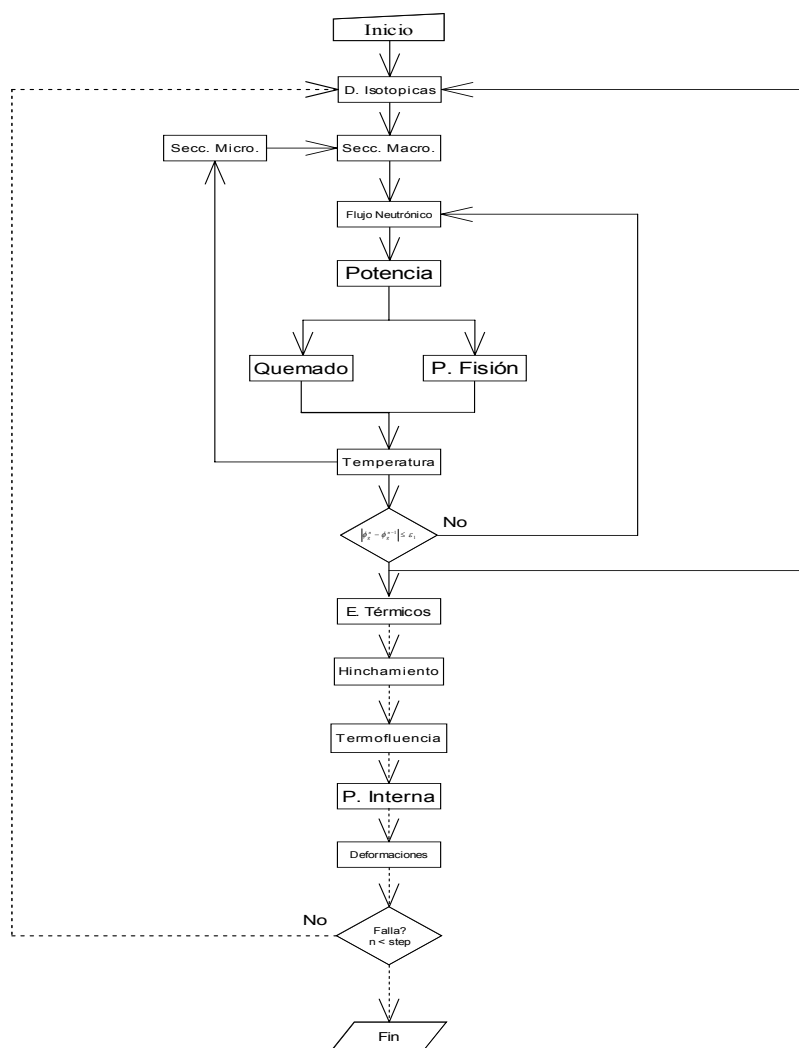 Inicio
D. Isotopicas
Secc. Micro.
Secc. Macro.
Flujo Neutrónico
Potencia
Quemado
P. Fisión
Temperatura
No
E. Térmicos
Hinchamiento
Termofluencia
P. Interna
Deformaciones
No
Falla?
n < step
Fin